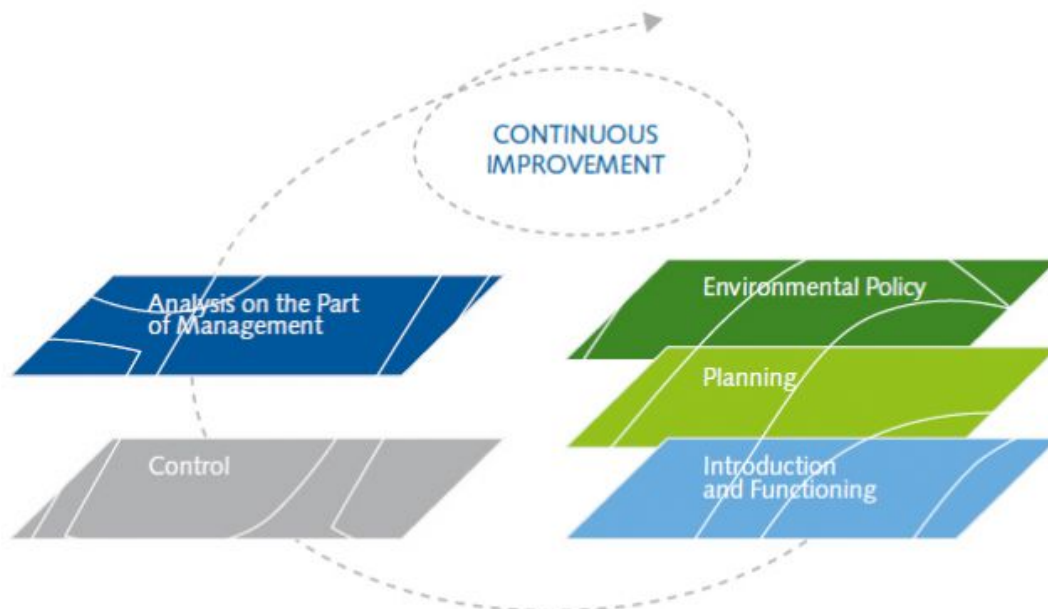 CONTINUOUS
IMPROVEMENT
Analysis on the Part
of Management
Environmental Policy
Planning
Control
Introduction
and Functioning